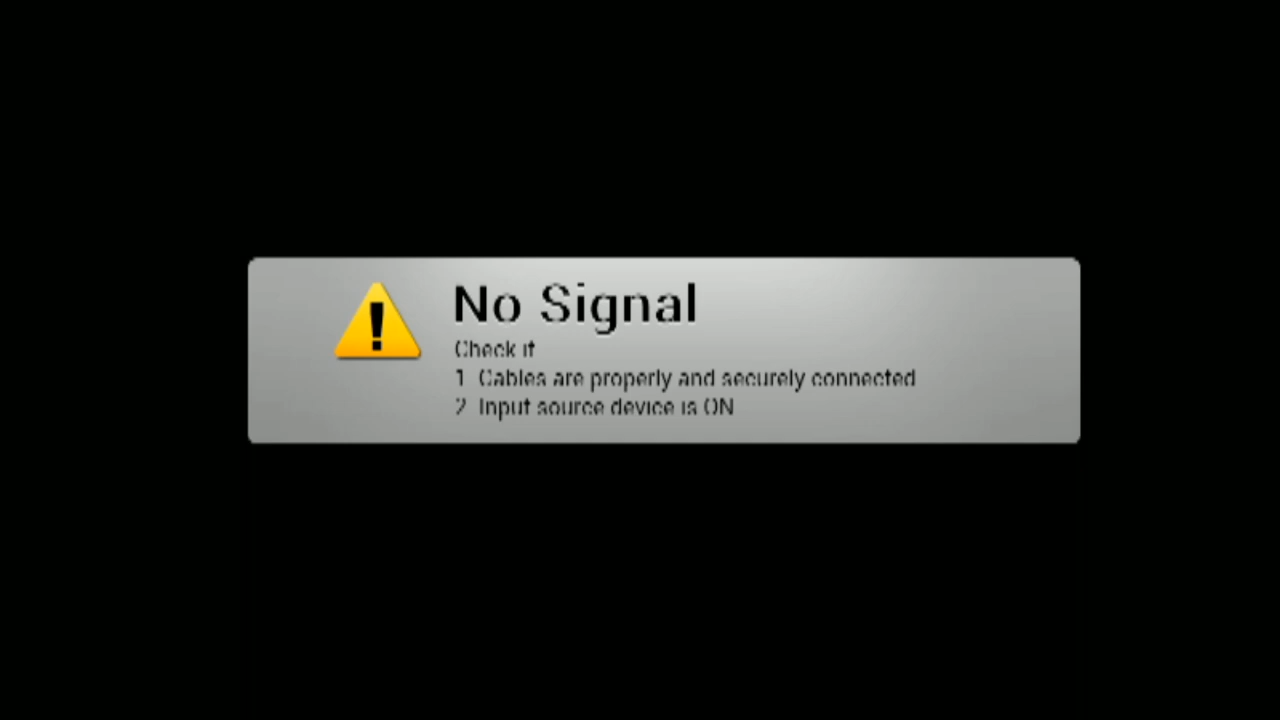 No Signal
Check if
1 Cables are properly and securely connected
2 Input source device is ON